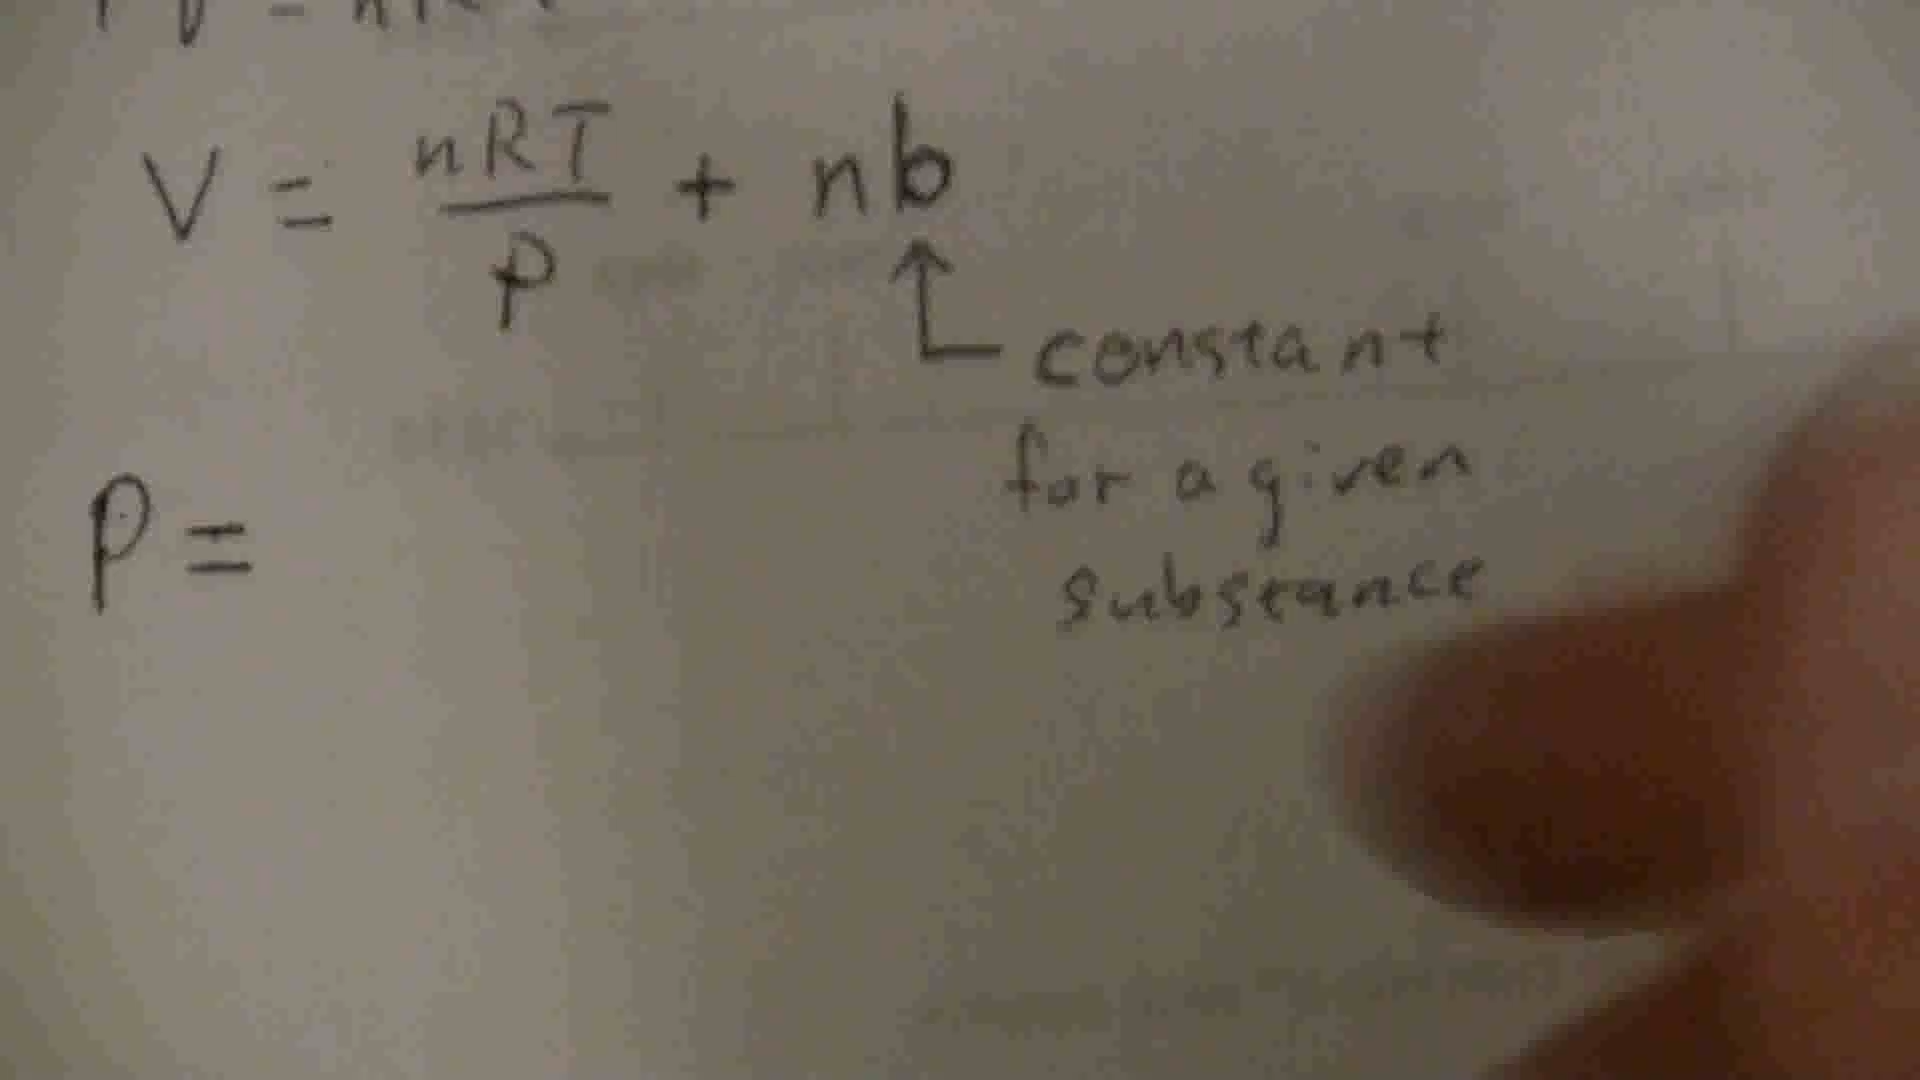 V = nRT/P + nb
constant
for a given
substance
P =